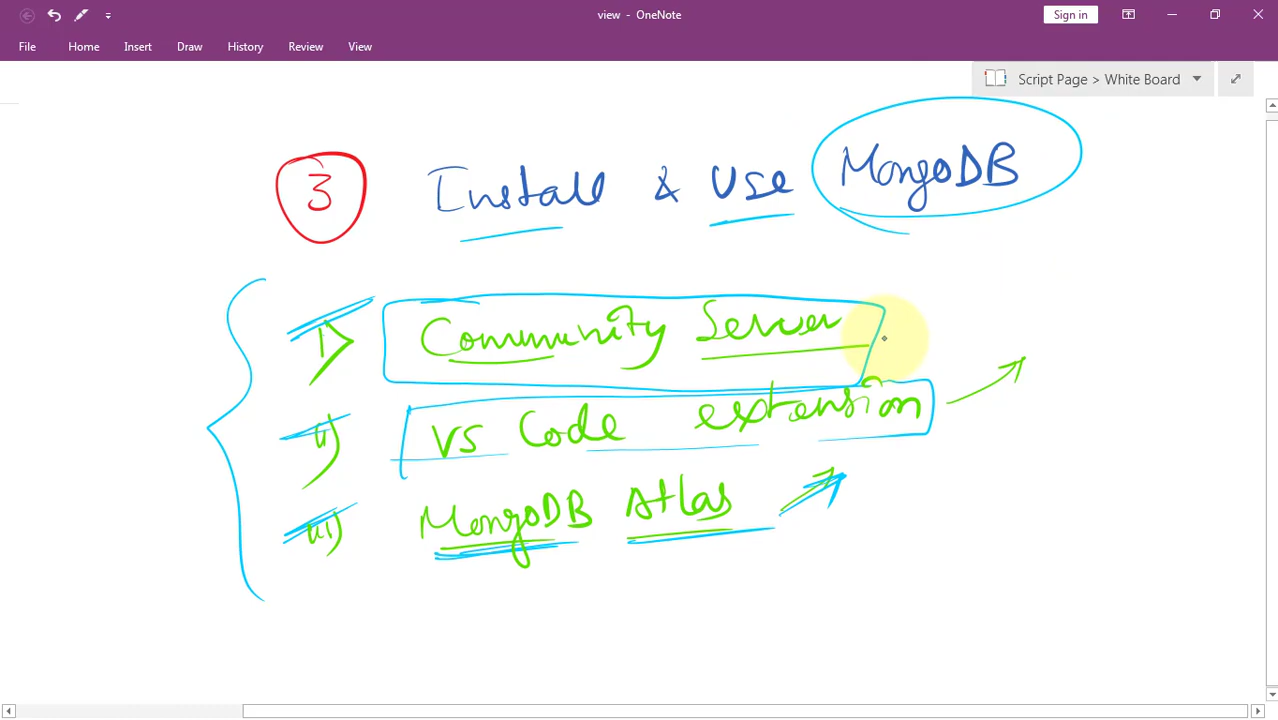 view - OneNote
Sign in
File Home Insert Draw History Review View
Script Page > White Board
3 Install & Use MongoDB
i) Community Server
ii) VS Code extension
iii) MongoDB Atlas